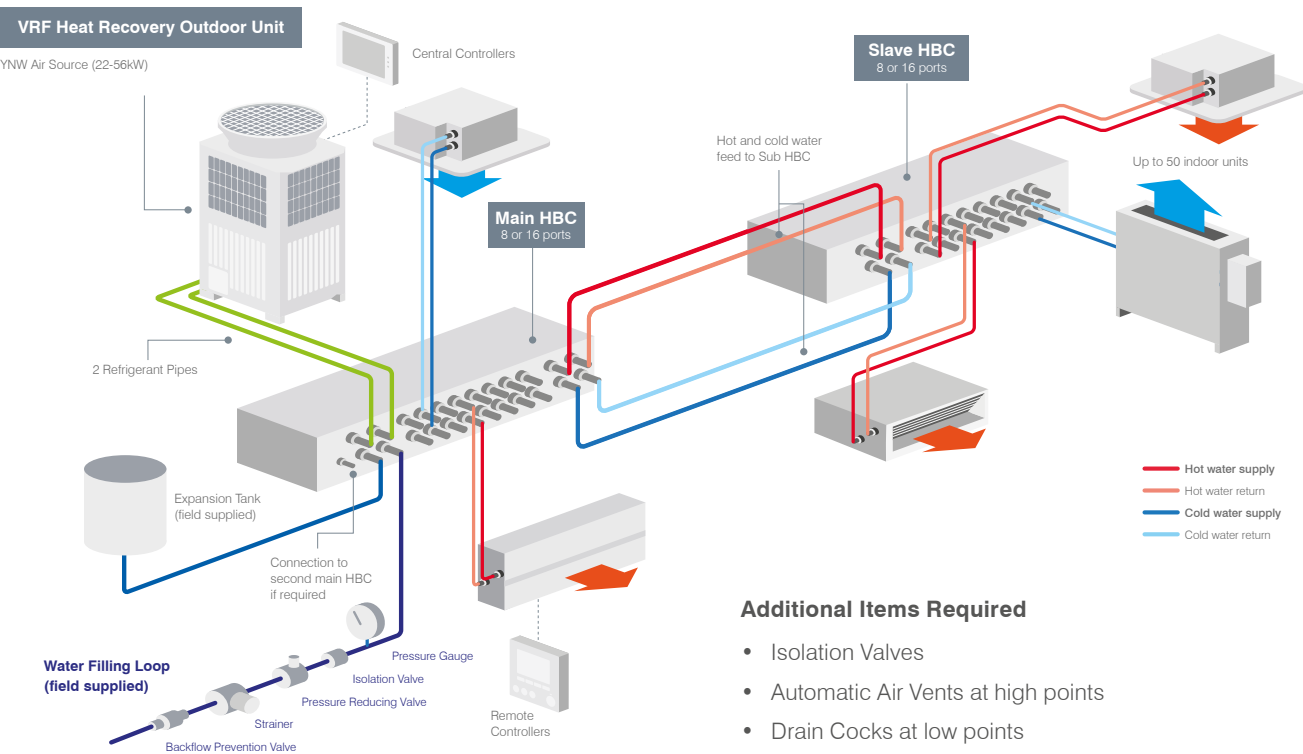 VRF Heat Recovery Outdoor Unit
YNW Air Source (22-56kW)
Central Controllers
Slave HBC
8 or 16 ports
Hot and cold water
feed to Sub HBC
Up to 50 indoor units
Main HBC
8 or 16 ports
2 Refrigerant Pipes
Expansion Tank
(field supplied)
Connection to
second main HBC
if required
Hot water supply
Hot water return
Cold water supply
Cold water return
Water Filling Loop
(field supplied)
Pressure Gauge
Isolation Valve
Pressure Reducing Valve
Strainer
Backflow Prevention Valve
Remote
Controllers
Additional Items Required
• Isolation Valves
• Automatic Air Vents at high points
• Drain Cocks at low points